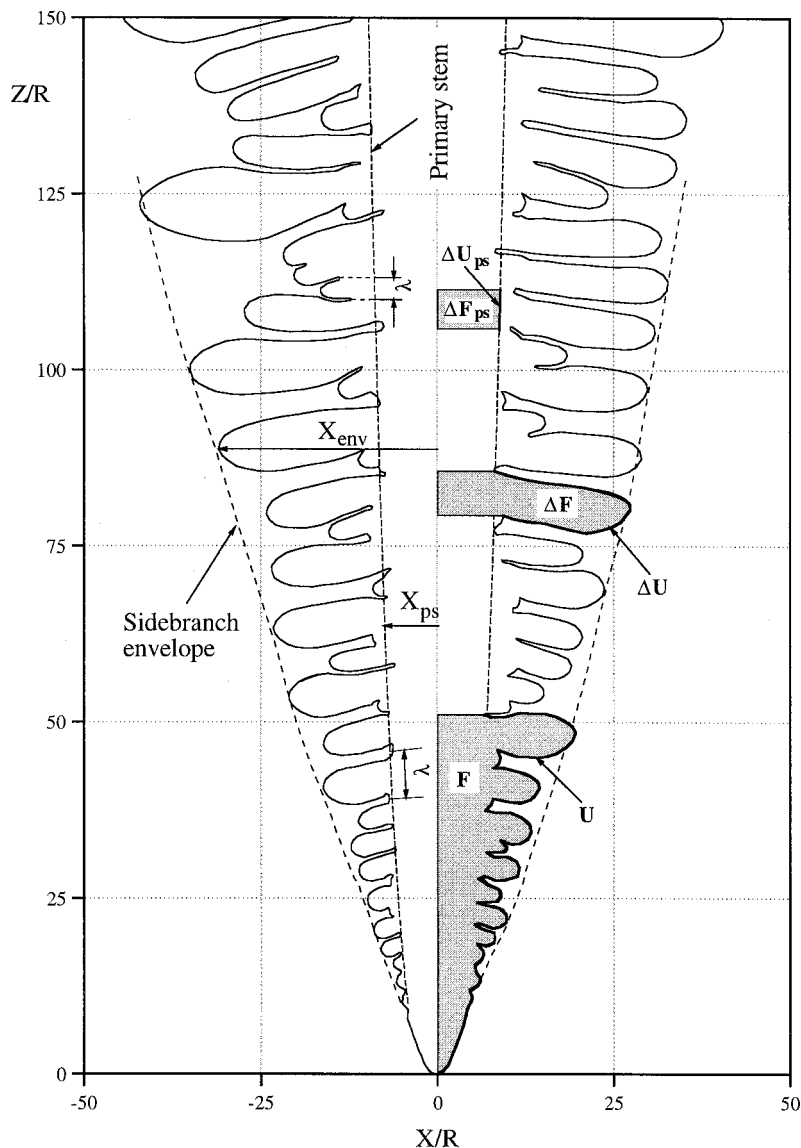 150
Z/R
125
100
75
50
25
0
-50
-25
0
25
50
X/R
Primary stem
ΔUps
ΔFps
λ
Xenv
ΔF
ΔU
Xps
Sidebranch
envelope
λ
F
U